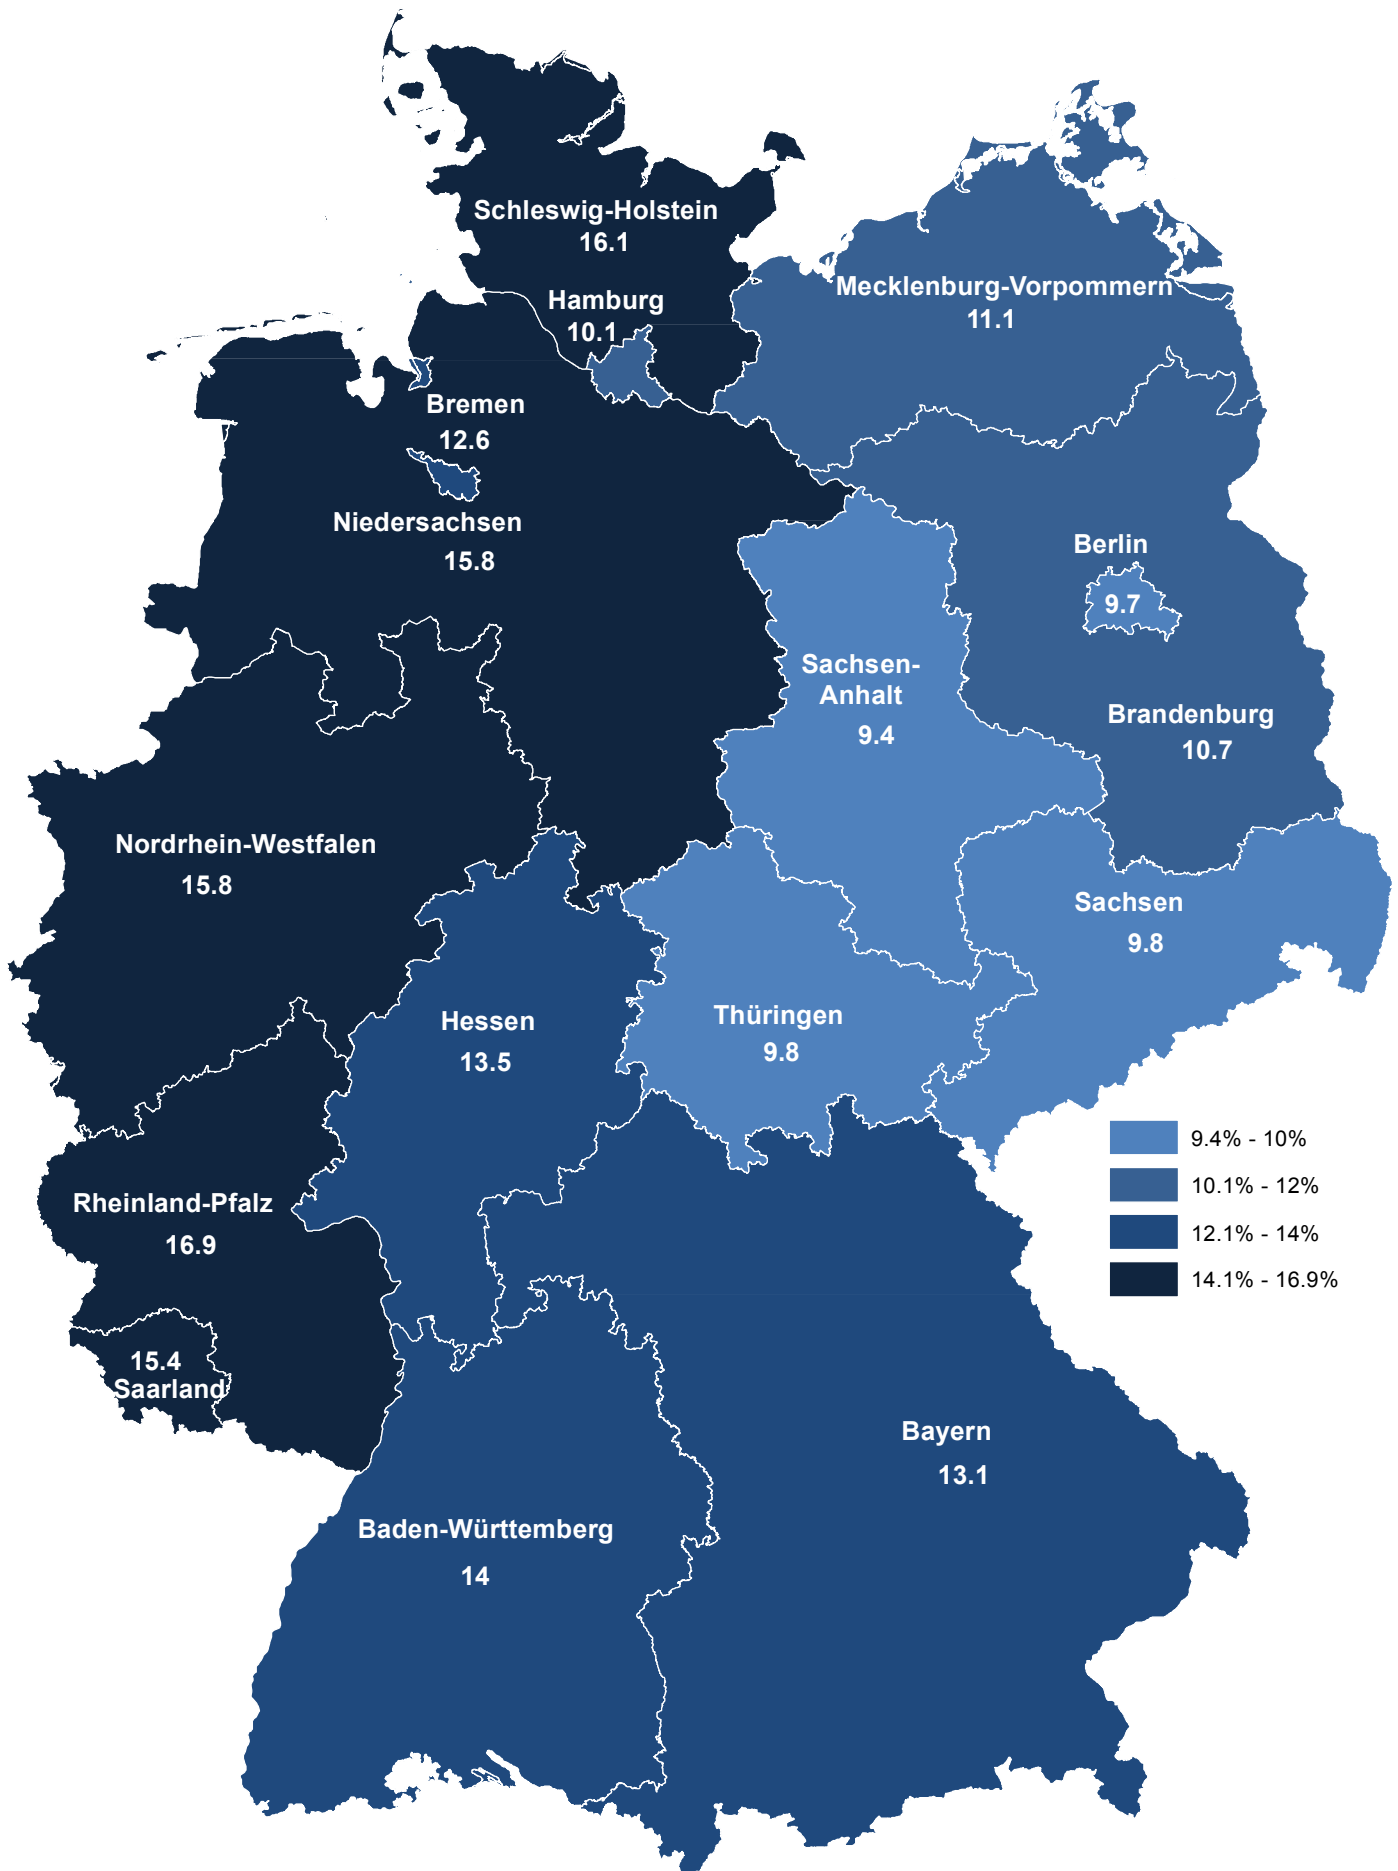 Schleswig-Holstein
16.1
Mecklenburg-Vorpommern
11.1
Hamburg
10.1
Bremen
12.6
Niedersachsen
15.8
Berlin
9.7
Sachsen-
Anhalt
9.4
Brandenburg
10.7
Nordrhein-Westfalen
15.8
Sachsen
9.8
Hessen
13.5
Thüringen
9.8
9.4% - 10%
10.1% - 12%
12.1% - 14%
14.1% - 16.9%
Rheinland-Pfalz
16.9
15.4
Saarland
Bayern
13.1
Baden-Württemberg
14